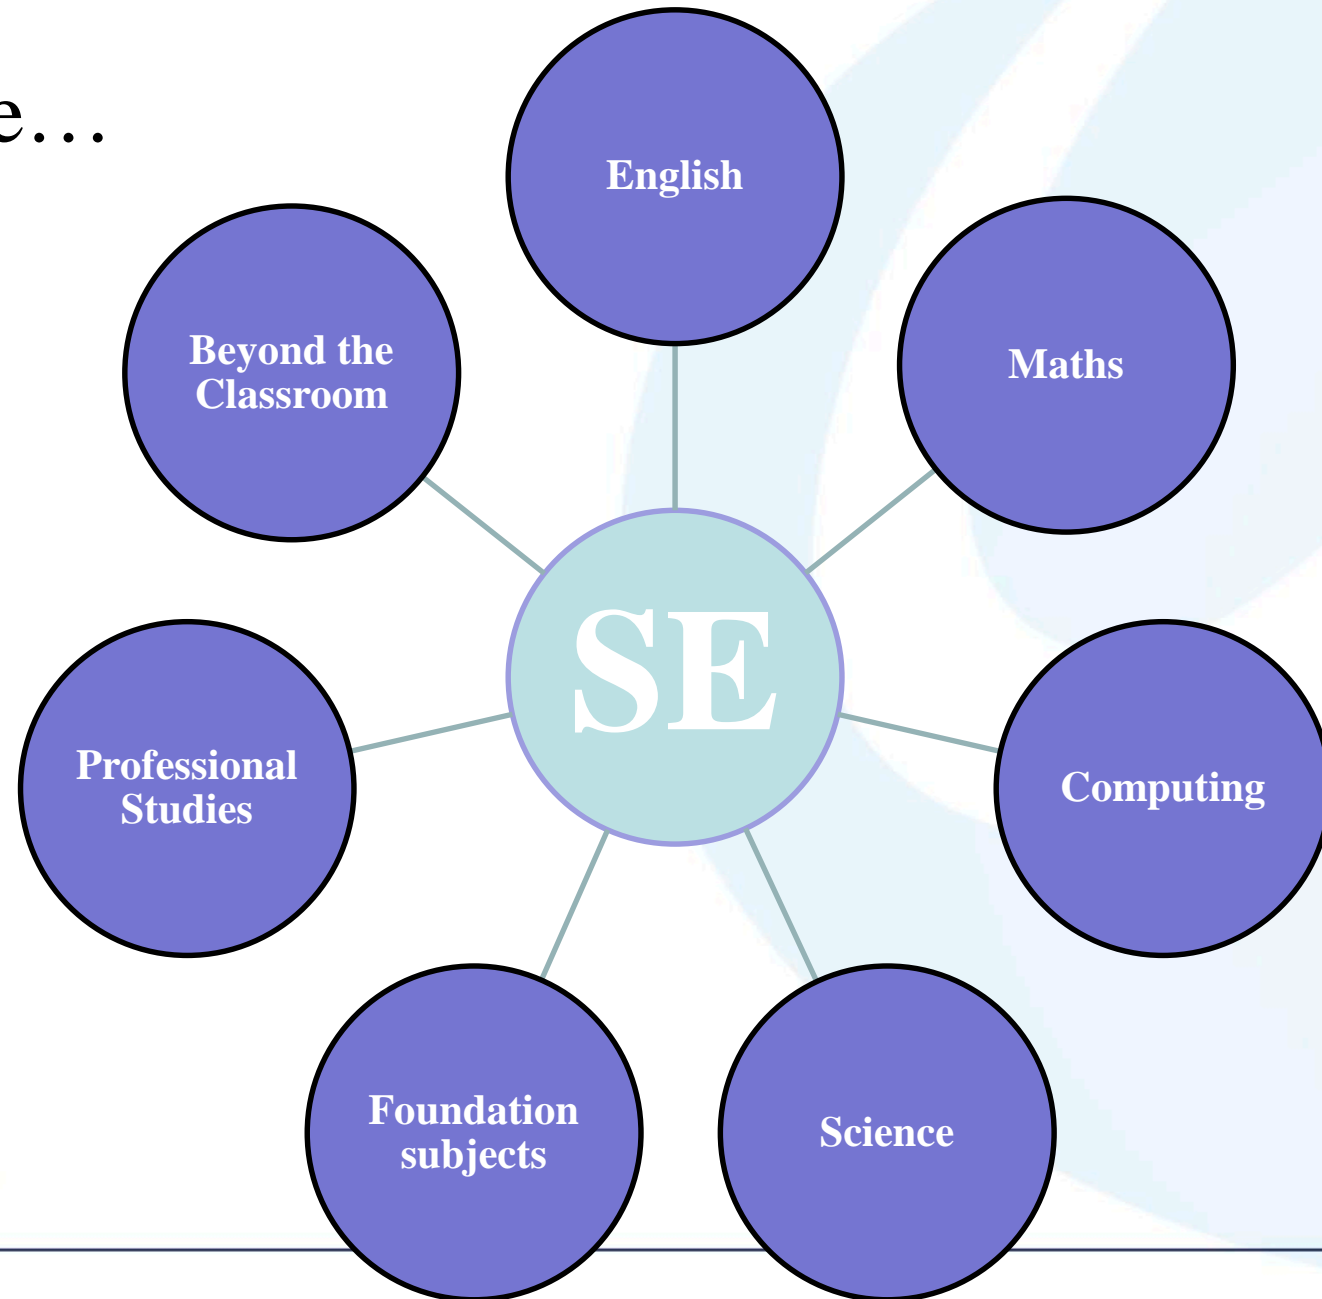 e…
English
Maths
Beyond the
Classroom
SE
Professional
Studies
Computing
Foundation
subjects
Science